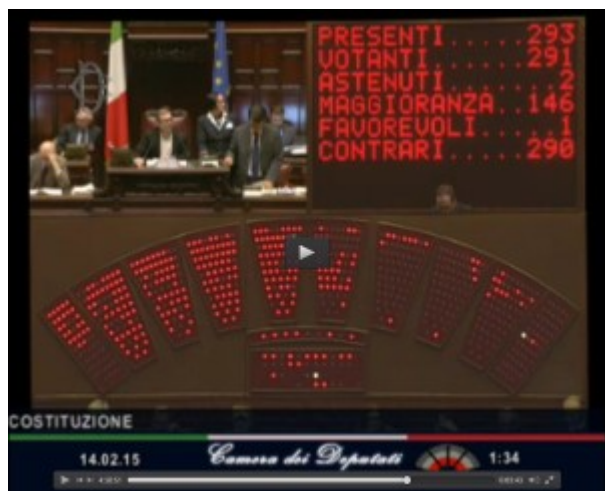 PRESENTI.....293
VOTANTI......291
ASTENUTI.......2
MAGGIORANZA..146
FAVOREVOLI.....1
CONTRARI.....290
COSTITUZIONE
14.02.15 Camera dei Deputati 1:34